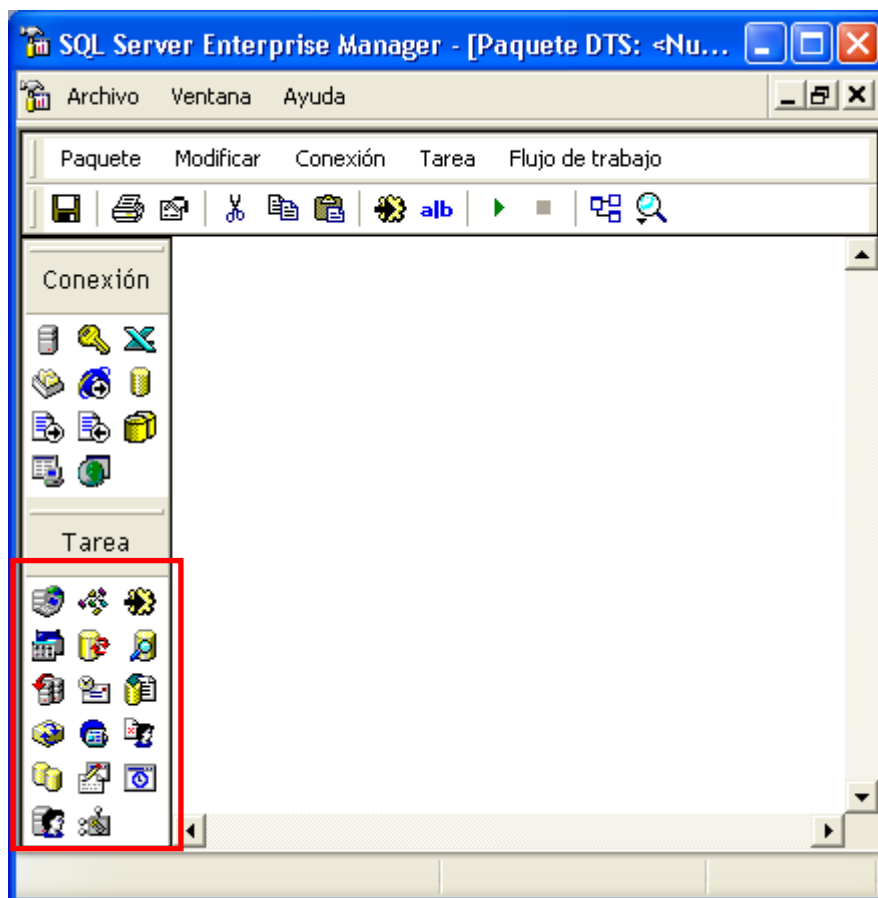 SQL Server Enterprise Manager - [Paquete DTS: <Nu...
Archivo Ventana Ayuda
Paquete Modificar Conexión Tarea Flujo de trabajo
a|b
Conexión
Tarea